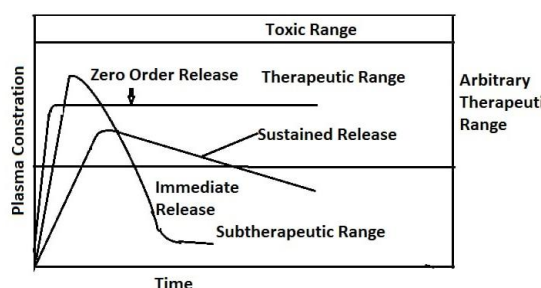 Toxic Range
Zero Order Release
Therapeutic Range
Arbitrary
Therapeuti
Range
Sustained Release
Immediate
Release
Subtherapeutic Range
Plasma Constration
Time